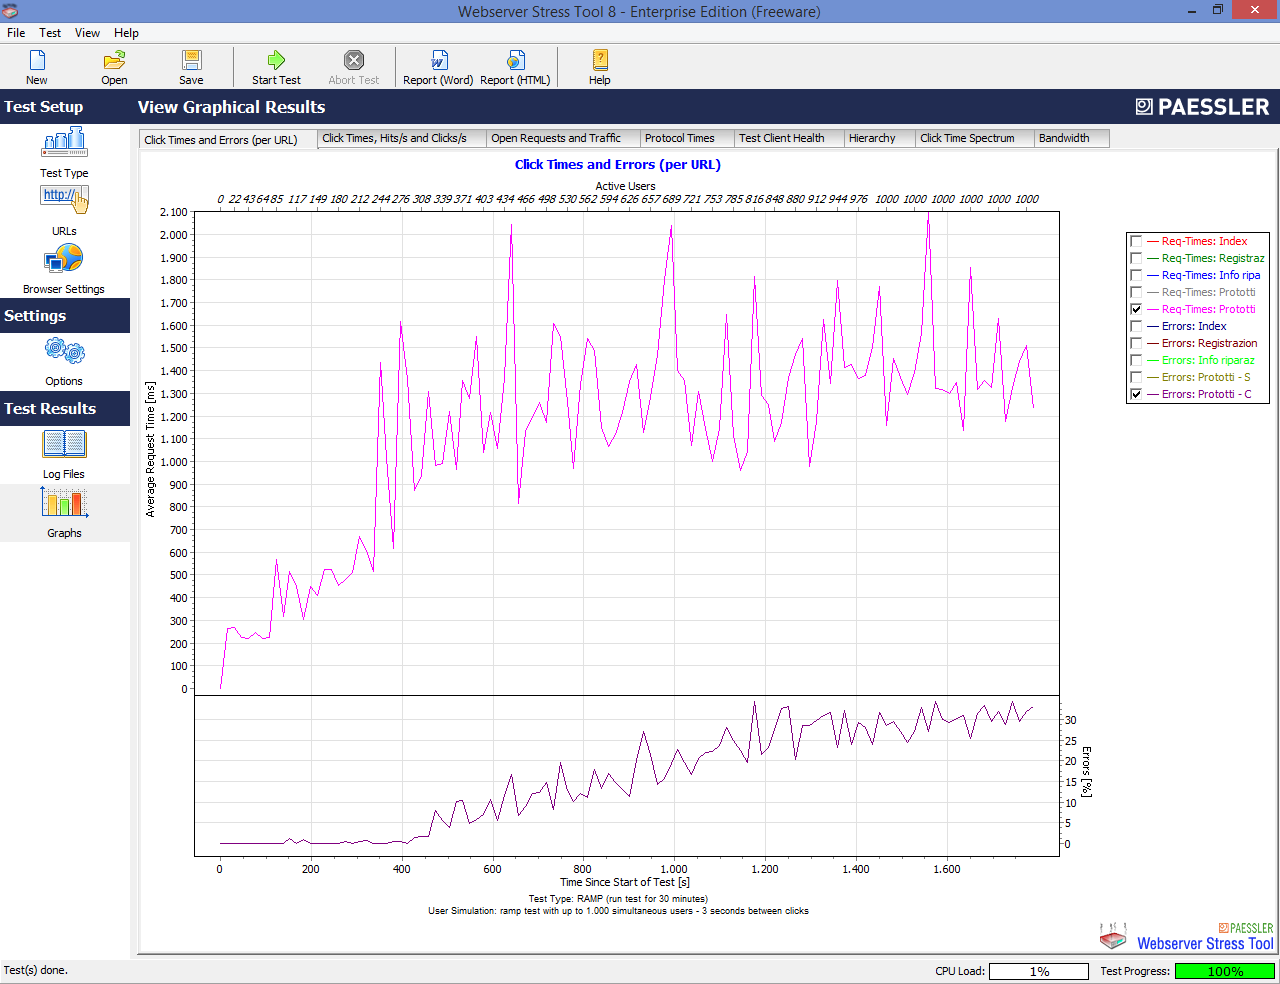 Webserver Stress Tool 8 - Enterprise Edition (Freeware)
File Test View Help
New Open Save Start Test Abort Test Report (Word) Report (HTML) Help
Test Setup
View Graphical Results
PAESSLER
Test Type
http://
URLs
Browser Settings
Settings
Options
Test Results
Log Files
Graphs
Click Times and Errors (per URL) Click Times, Hits/s and Clicks/s Open Requests and Traffic Protocol Times Test Client Health Hierarchy Click Time Spectrum Bandwidth
Click Times and Errors (per URL)
Active Users
0 22 43 64 85 117 149 180 212 244 276 308 339 371 403 434 466 498 530 562 594 626 657 689 721 753 785 816 848 880 912 944 976 1000 1000 1000 1000 1000 1000
2.100
2.000
1.900
1.800
1.700
1.600
1.500
1.400
1.300
1.200
1.100
1.000
900
800
700
600
500
400
300
200
100
0
Average Request Time [ms]
Req-Times: Index
Req-Times: Registraz
Req-Times: Info ripa
Req-Times: Prototti
Req-Times: Prototti
Errors: Index
Errors: Registrazion
Errors: Info riparaz
Errors: Prototti - S
Errors: Prototti - C
30
25
20
15
10
5
0
Errors [%]
0 200 400 600 800 1.000 1.200 1.400 1.600
Time Since Start of Test [s]
Test Type: RAMP (run test for 30 minutes)
User Simulation: ramp test with up to 1.000 simultaneous users - 3 seconds between clicks
PAESSLER
Webserver Stress Tool
Test(s) done.
CPU Load: 1% Test Progress: 100%